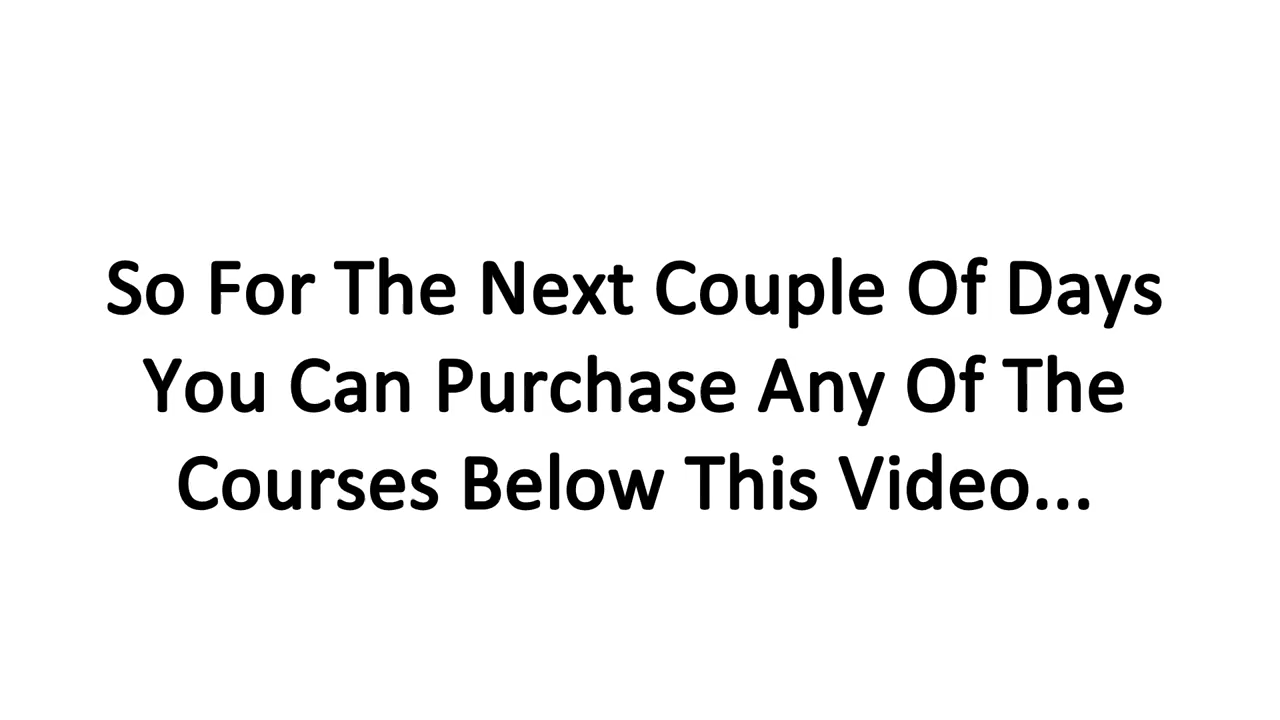 So For The Next Couple Of Days
You Can Purchase Any Of The
Courses Below This Video...